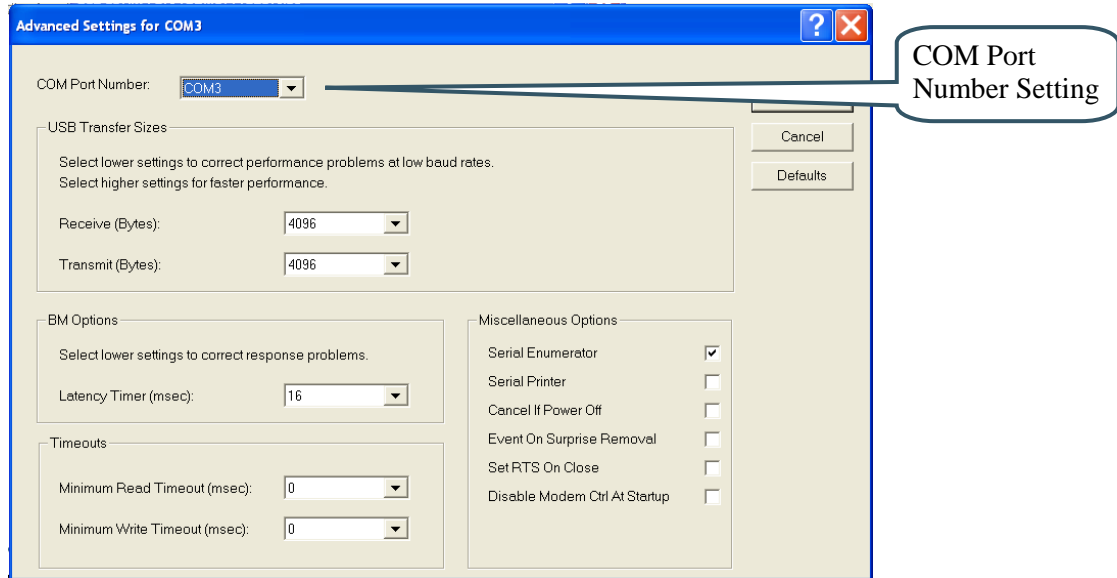 Advanced Settings for COM3
COM Port Number:
COM3
COM Port
Number Setting
USB Transfer Sizes
Select lower settings to correct performance problems at low baud rates.
Select higher settings for faster performance.
Receive (Bytes):
4096
Transmit (Bytes):
4096
Cancel
Defaults
BM Options
Select lower settings to correct response problems.
Latency Timer (msec):
16
Timeouts
Minimum Read Timeout (msec):
0
Minimum Write Timeout (msec):
0
Miscellaneous Options
Serial Enumerator
Serial Printer
Cancel If Power Off
Event On Surprise Removal
Set RTS On Close
Disable Modem Ctrl At Startup